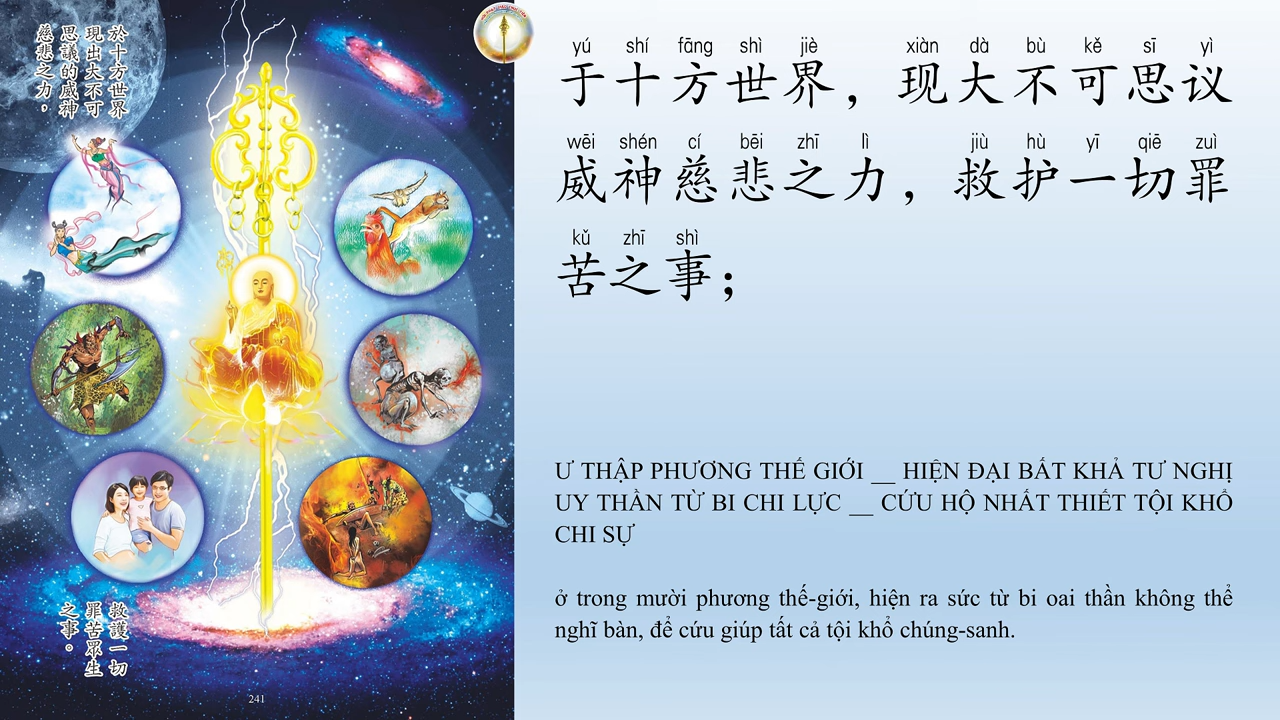 於十方世界
現出大不可
思議的威神
慈悲之力，
救護一切
罪苦眾生
之事。
241
yú shí fāng shì jiè xiàn dà bù kě sī yì
于十方世界，现大不可思议
wēi shén cí bēi zhī lì jiù hù yī qiē zuì
威神慈悲之力，救护一切罪
kǔ zhī shì
苦之事；
Ư THẬP PHƯƠNG THẾ GIỚI __ HIỆN ĐẠI BẤT KHẢ TƯ NGHỊ
UY THẦN TỪ BI CHI LỰC __ CỨU HỘ NHẤT THIẾT TỘI KHỔ
CHI SỰ
ở trong mười phương thế-giới, hiện ra sức từ bi oai thần không thể
nghĩ bàn, để cứu giúp tất cả tội khổ chúng-sanh.